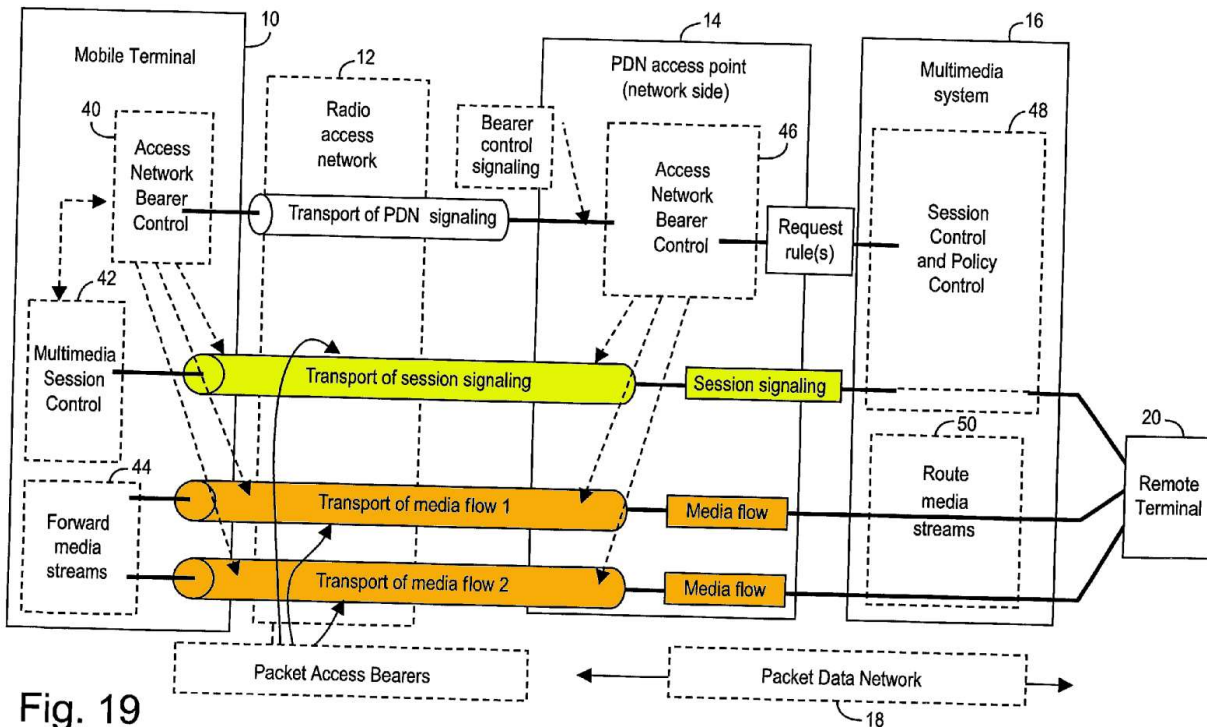 10
14
16
Mobile Terminal
12
PDN access point
(network side)
Multimedia
system
40
Radio
access
network
Bearer
control
signaling
46
48
Access
Network
Bearer
Control
Access
Network
Bearer
Control
Transport of PDN signaling
Request
rule(s)
Session
Control
and Policy
Control
42
Multimedia
Session
Control
Transport of session signaling
Session signaling
44
50
20
Forward
media
streams
Transport of media flow 1
Media flow
Route
media
streams
Remote
Terminal
Transport of media flow 2
Media flow
Packet Access Bearers
Packet Data Network
18
Fig. 19